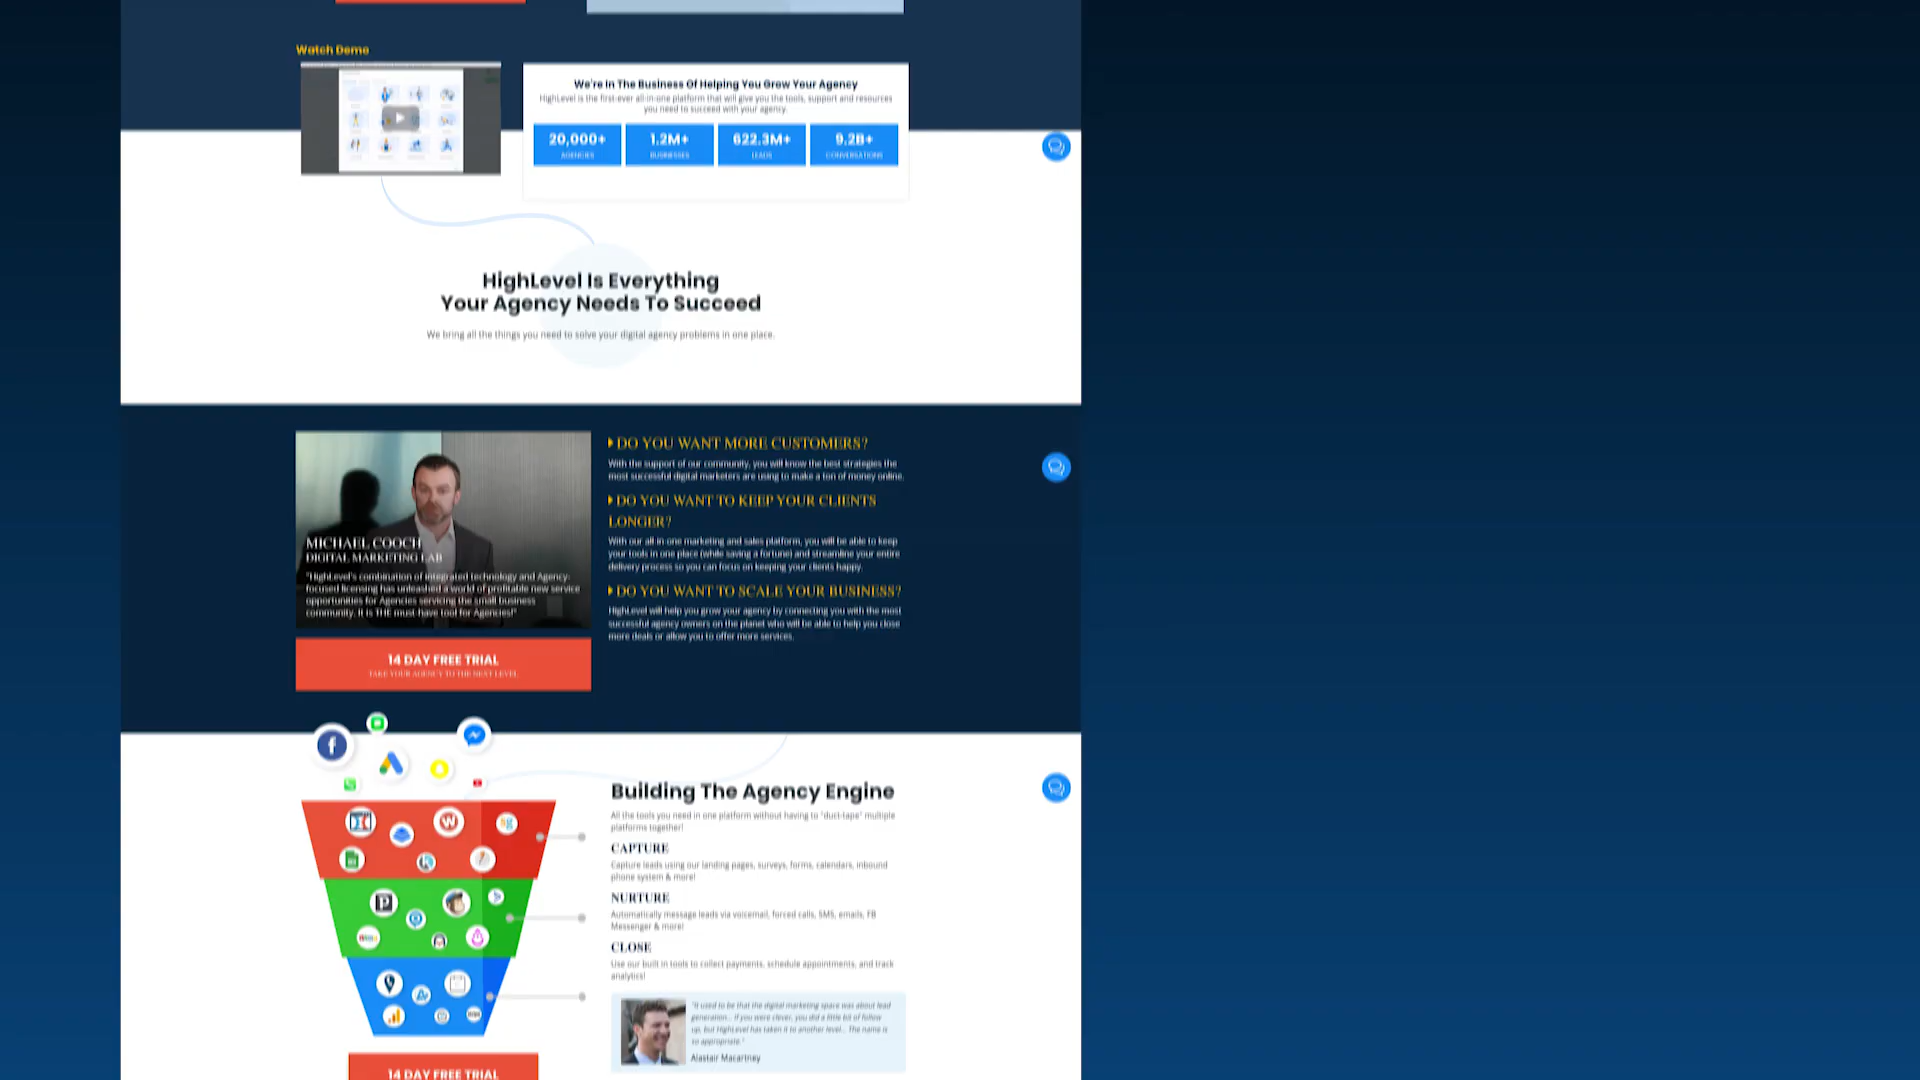 Watch Demo
We're In The Business Of Helping You Grow Your Agency
HighLevel is the first-ever all-in-one platform that will give you the tools, support and resources
you need to succeed with your agency.
20,000+
AGENCIES
1.2M+
BUSINESSES
622.3M+
LEADS
9.2B+
CONVERSATIONS
HighLevel Is Everything
Your Agency Needs To Succeed
We bring all the things you need to solve your digital agency problems in one place.
MICHAEL COOCH
DIGITAL MARKETING LAB
"HighLevel's combination of integrated technology and Agency-
focused licensing has unleashed a world of profitable new service
opportunities for Agencies servicing the small business
community. It is THE must-have tool for Agencies!"
14 DAY FREE TRIAL
TAKE YOUR AGENCY TO THE NEXT LEVEL
DO YOU WANT MORE CUSTOMERS?
With the support of our community, you will know the best strategies the
most successful digital marketers are using to make a ton of money online.
DO YOU WANT TO KEEP YOUR CLIENTS
LONGER?
With our all-in-one marketing and sales platform, you will be able to keep
your tools in one place (while saving a fortune) and streamline your entire
delivery process so you can focus on keeping your clients happy.
DO YOU WANT TO SCALE YOUR BUSINESS?
HighLevel will help you grow your agency by connecting you with the most
successful agency owners on the planet who will be able to help you close
more deals or allow you to offer more services.
Building The Agency Engine
All the tools you need in one platform without having to "duct-tape" multiple
platforms together!
CAPTURE
Capture leads using our landing pages, surveys, forms, calendars, inbound
phone system & more!
NURTURE
Automatically message leads via voicemail, forced calls, SMS, emails, FB
Messenger & more!
CLOSE
Use our built in tools to collect payments, schedule appointments, and track
analytics!
"It used to be that the digital marketing space was about lead
generation... If you were clever, you did a little bit of follow
up, but HighLevel has taken it to another level... The name is
so appropriate."
Alastair Macartney
14 DAY FREE TRIAL